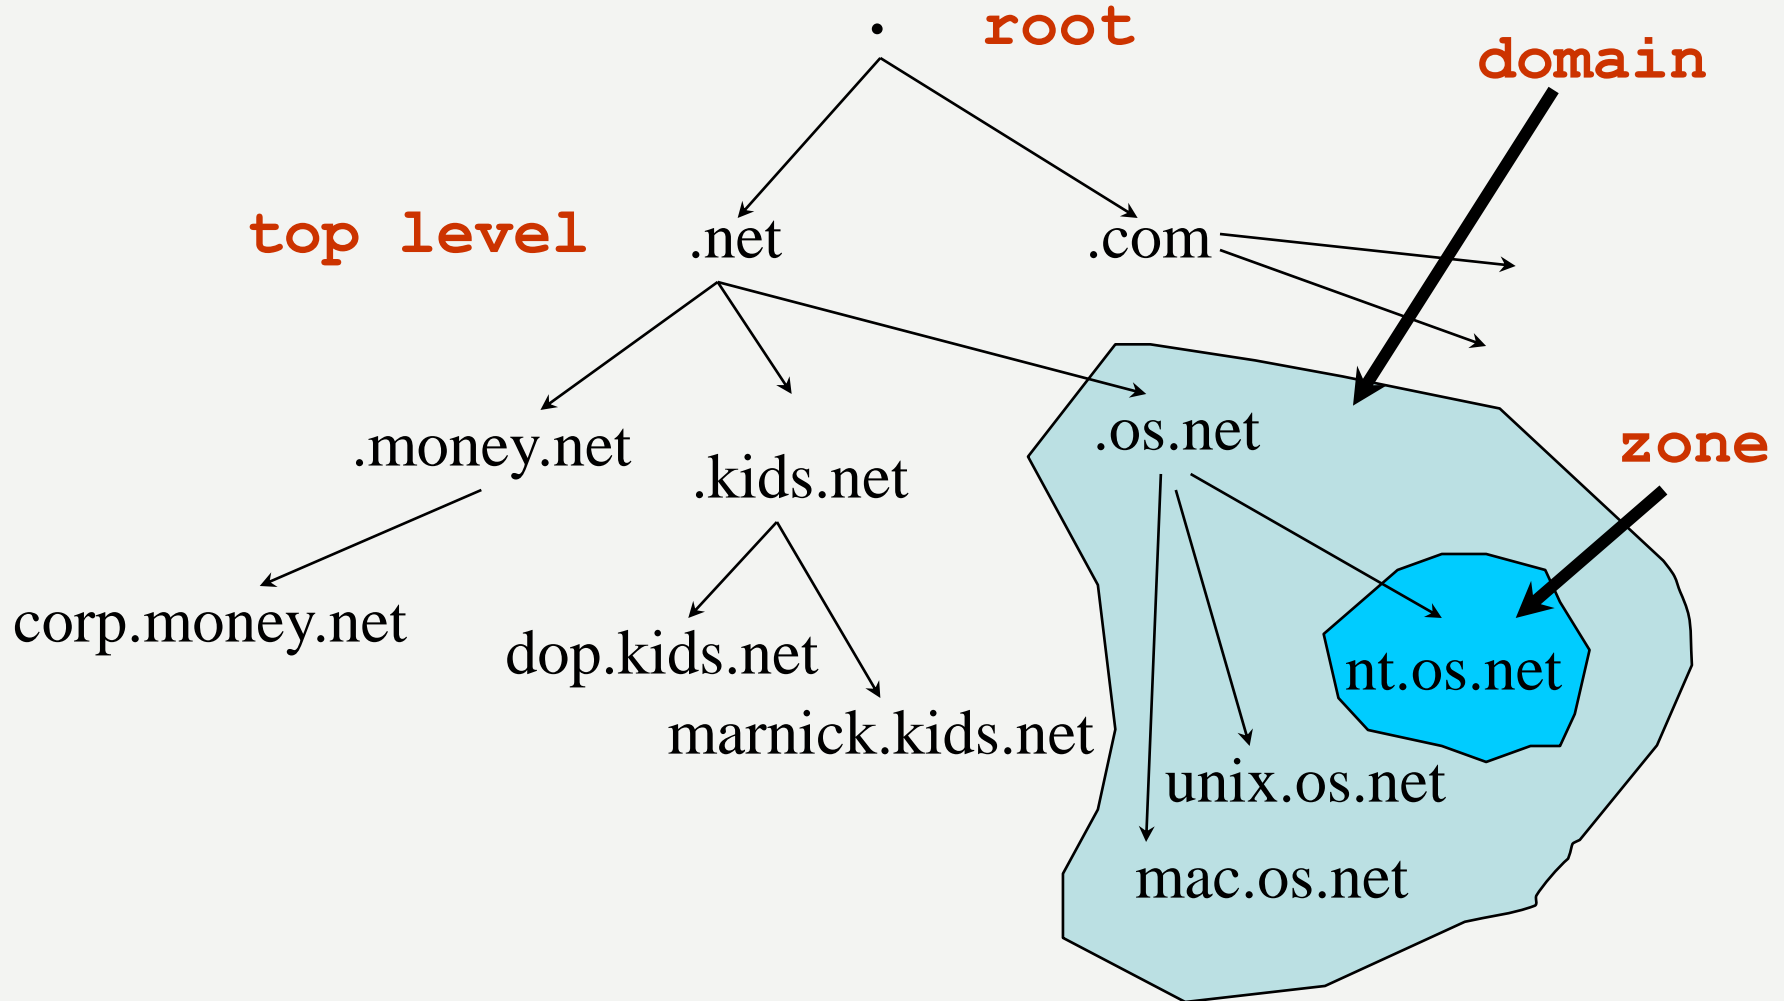 . root
domain
top level .net .com
.money.net .kids.net .os.net zone
corp.money.net dop.kids.net nt.os.net
marnick.kids.net unix.os.net
mac.os.net